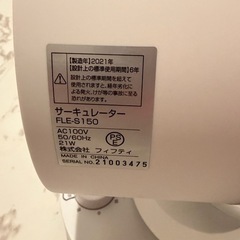 【製造年】2021年
【設計上の標準使用期間】6年
設計上の標準使用期間を超えて
使用されますと、経年劣化に
よる発火、けが等の事故に至る
恐れがあります。
サーキュレーター
FLE-S150
AC100V
50/60Hz
21W
PS
E
株式会社 フィフティ
MADE IN CHINA
SERIAL NO. 21003475